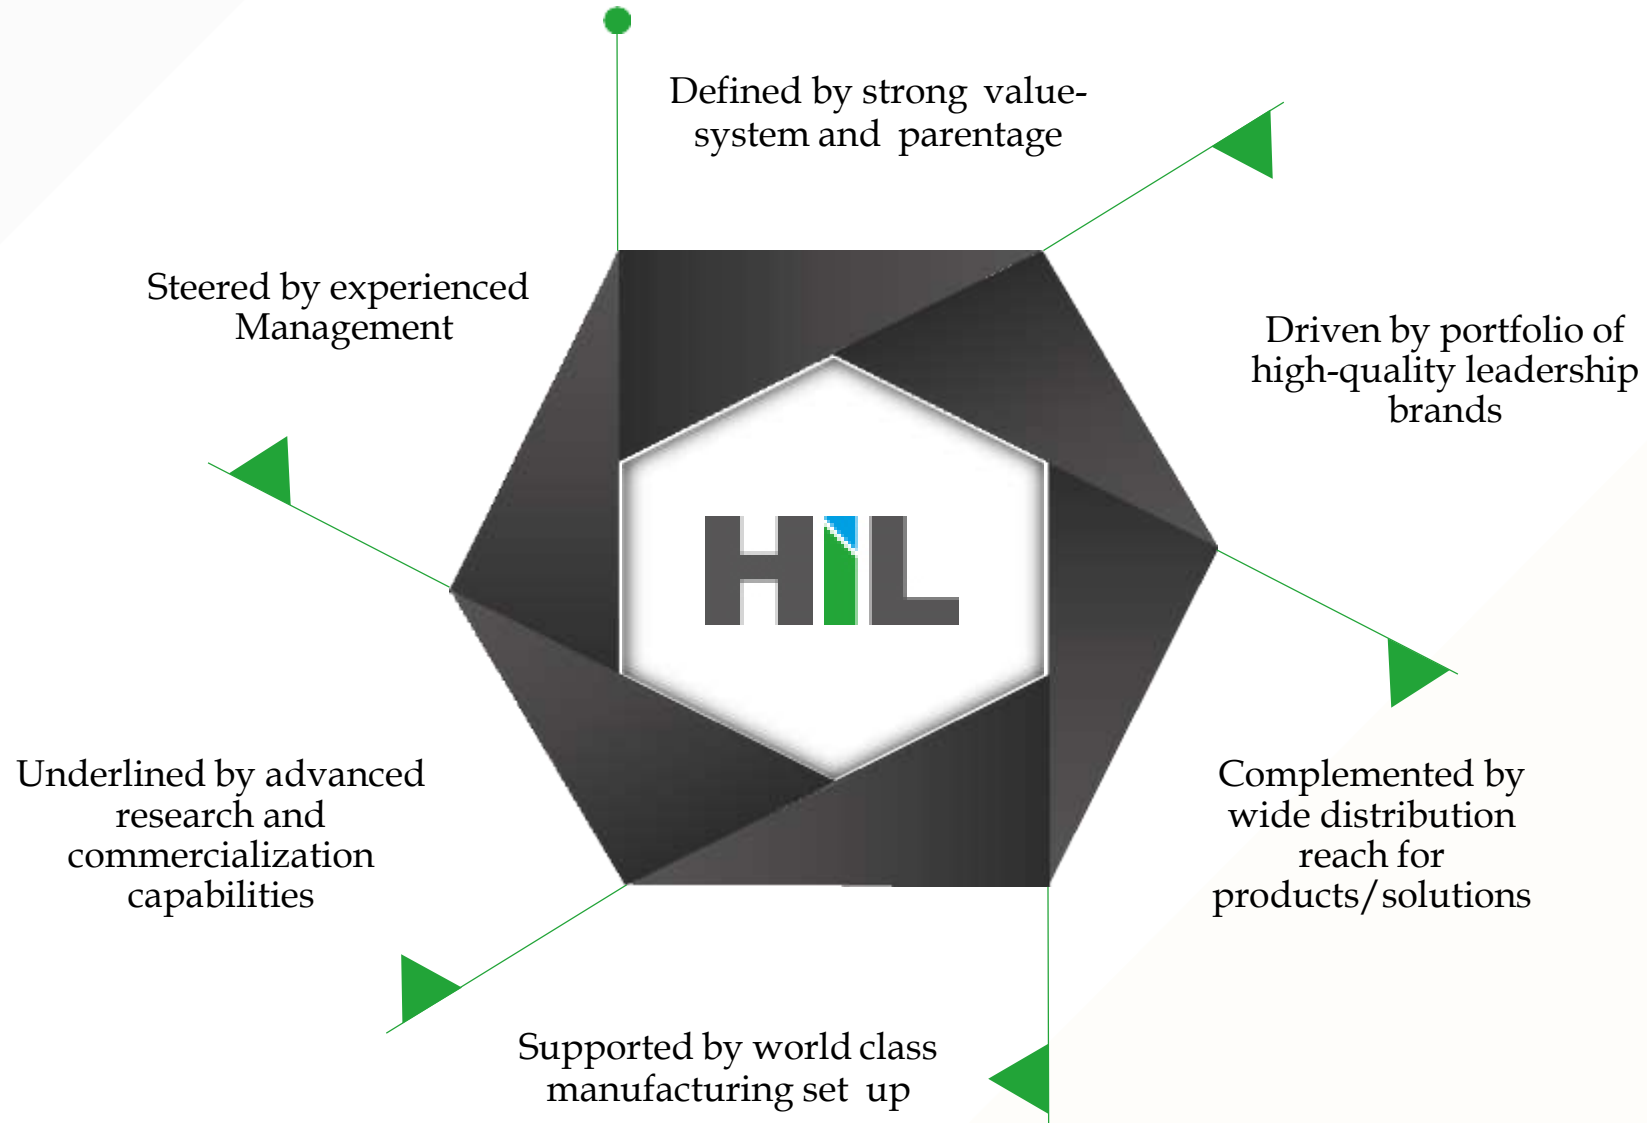 Defined by strong value-
system and parentage
Steered by experienced
Management
Driven by portfolio of
high-quality leadership
brands
HIL
Underlined by advanced
research and
commercialization
capabilities
Complemented by
wide distribution
reach for
products/solutions
Supported by world class
manufacturing set up